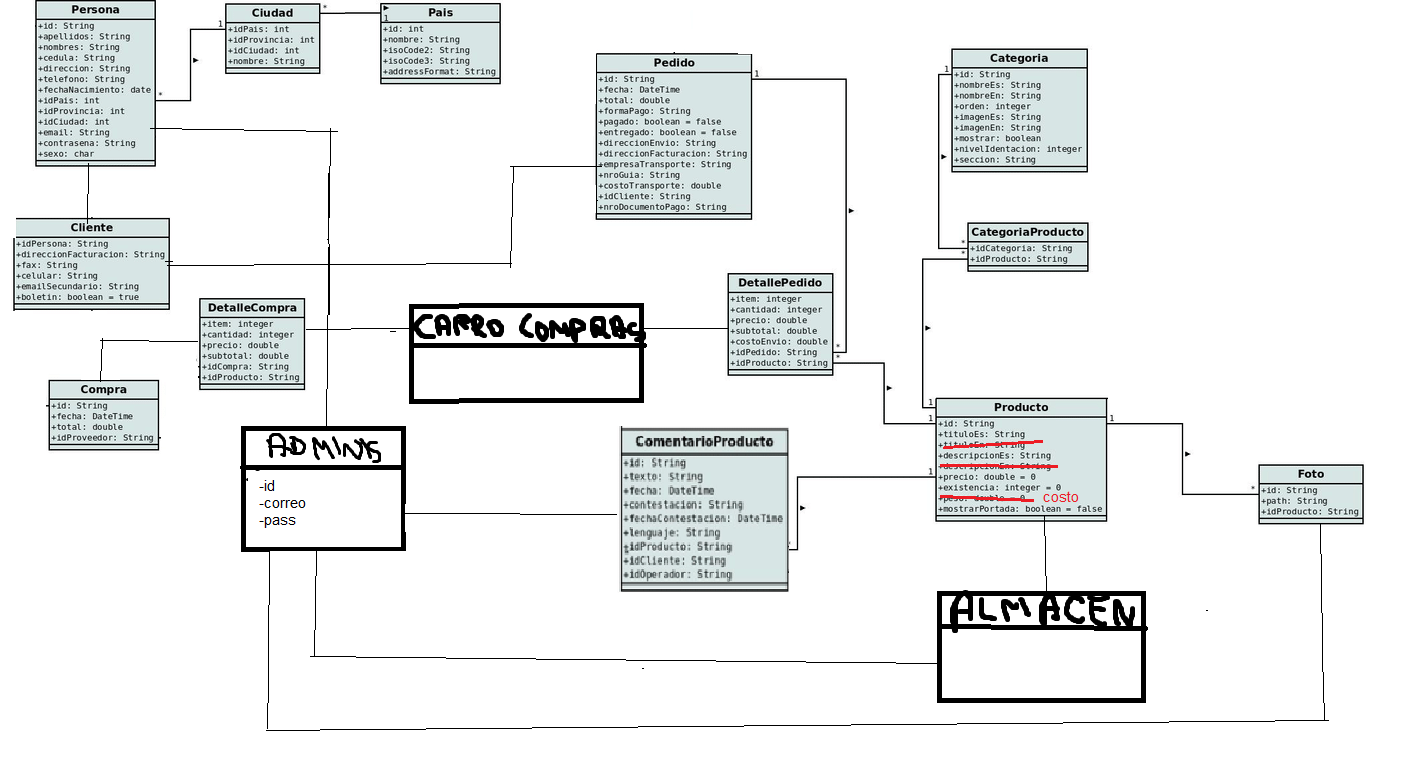 Persona
+id: String
+apellidos: String
+nombres: String
+cedula: String
+direccion: String
+telefono: String
+fechaNacimiento: date
+idPais: int
+idProvincia: int
+idCiudad: int
+email: String
+contrasena: String
+sexo: char
*
1
Ciudad
+idPais: int
+idProvincia: int
+idCiudad: int
+nombre: String
*
1
Pais
+id: int
+nombre: String
+isoCode2: String
+isoCode3: String
+addressFormat: String
Pedido
+id: String
+fecha: DateTime
+total: double
+formaPago: String
+pagado: boolean = false
+entregado: boolean = false
+direccionEnvio: String
+direccionFacturacion: String
+empresaTransporte: String
+nroGuia: String
+costoTransporte: double
+idCliente: String
+nroDocumentoPago: String
1
Categoria
+id: String
+nombreEs: String
+nombreEn: String
+orden: integer
+imagenEs: String
+imagenEn: String
+mostrar: boolean
+nivelIdentacion: integer
+seccion: String
1
*
CategoriaProducto
+idCategoria: String
+idProducto: String
*
Cliente
+idPersona: String
+direccionFacturacion: String
+fax: String
+celular: String
+emailSecundario: String
+boletin: boolean = true
DetalleCompra
+item: integer
+cantidad: integer
+precio: double
+subtotal: double
+idCompra: String
+idProducto: String
CARRO COMPRAS
DetallePedido
+item: integer
+cantidad: integer
+precio: double
+subtotal: double
+costoEnvio: double
+idPedido: String
+idProducto: String
*
*
Compra
+id: String
+fecha: DateTime
+total: double
+idProveedor: String
ADMINS
-id
-correo
-pass
ComentarioProducto
+id: String
+texto: String
+fecha: DateTime
+contestacion: String
+fechaContestacion: DateTime
+lenguaje: String
+idProducto: String
+idCliente: String
+idOperador: String
*
1
1
1
Producto
+id: String
+tituloEs: String
+tituloEn: String
+descripcionEs: String
+descripcionEn: String
+precio: double = 0
+existencia: integer = 0
+peso: double = 0 costo
+mostrarPortada: boolean = false
1
*
Foto
+id: String
+path: String
+idProducto: String
ALMACEN